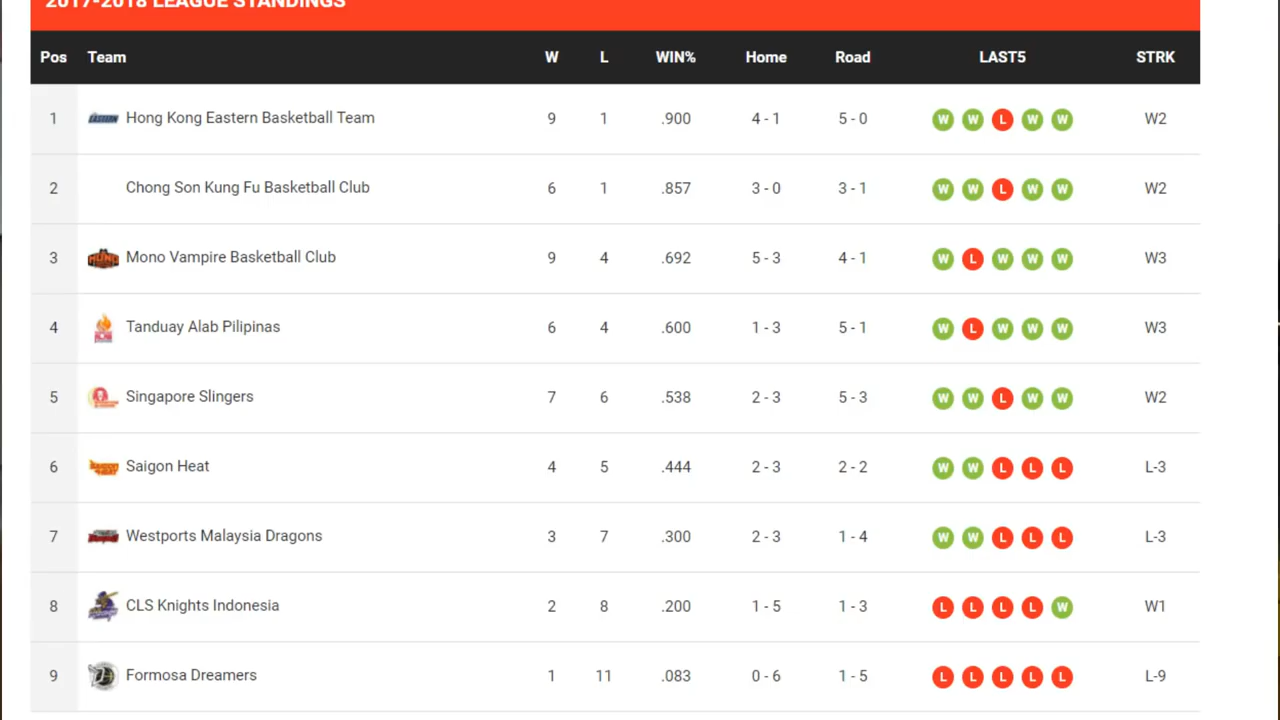 2017-2018 LEAGUE STANDINGS
Pos Team W L WIN% Home Road LAST5 STRK
1 EASTERN Hong Kong Eastern Basketball Team 9 1 .900 4 - 1 5 - 0 W W L W W W2
2 Chong Son Kung Fu Basketball Club 6 1 .857 3 - 0 3 - 1 W W L W W W2
3 MONO Mono Vampire Basketball Club 9 4 .692 5 - 3 4 - 1 W L W W W W3
4 Tanduay Alab Pilipinas 6 4 .600 1 - 3 5 - 1 W L W W W W3
5 Singapore Slingers 7 6 .538 2 - 3 5 - 3 W W L W W W2
6 Saigon Heat 4 5 .444 2 - 3 2 - 2 W W L L L L-3
7 Westports Malaysia Dragons 3 7 .300 2 - 3 1 - 4 W W L L L L-3
8 CLS Knights Indonesia 2 8 .200 1 - 5 1 - 3 L L L L W W1
9 Formosa Dreamers 1 11 .083 0 - 6 1 - 5 L L L L L L-9